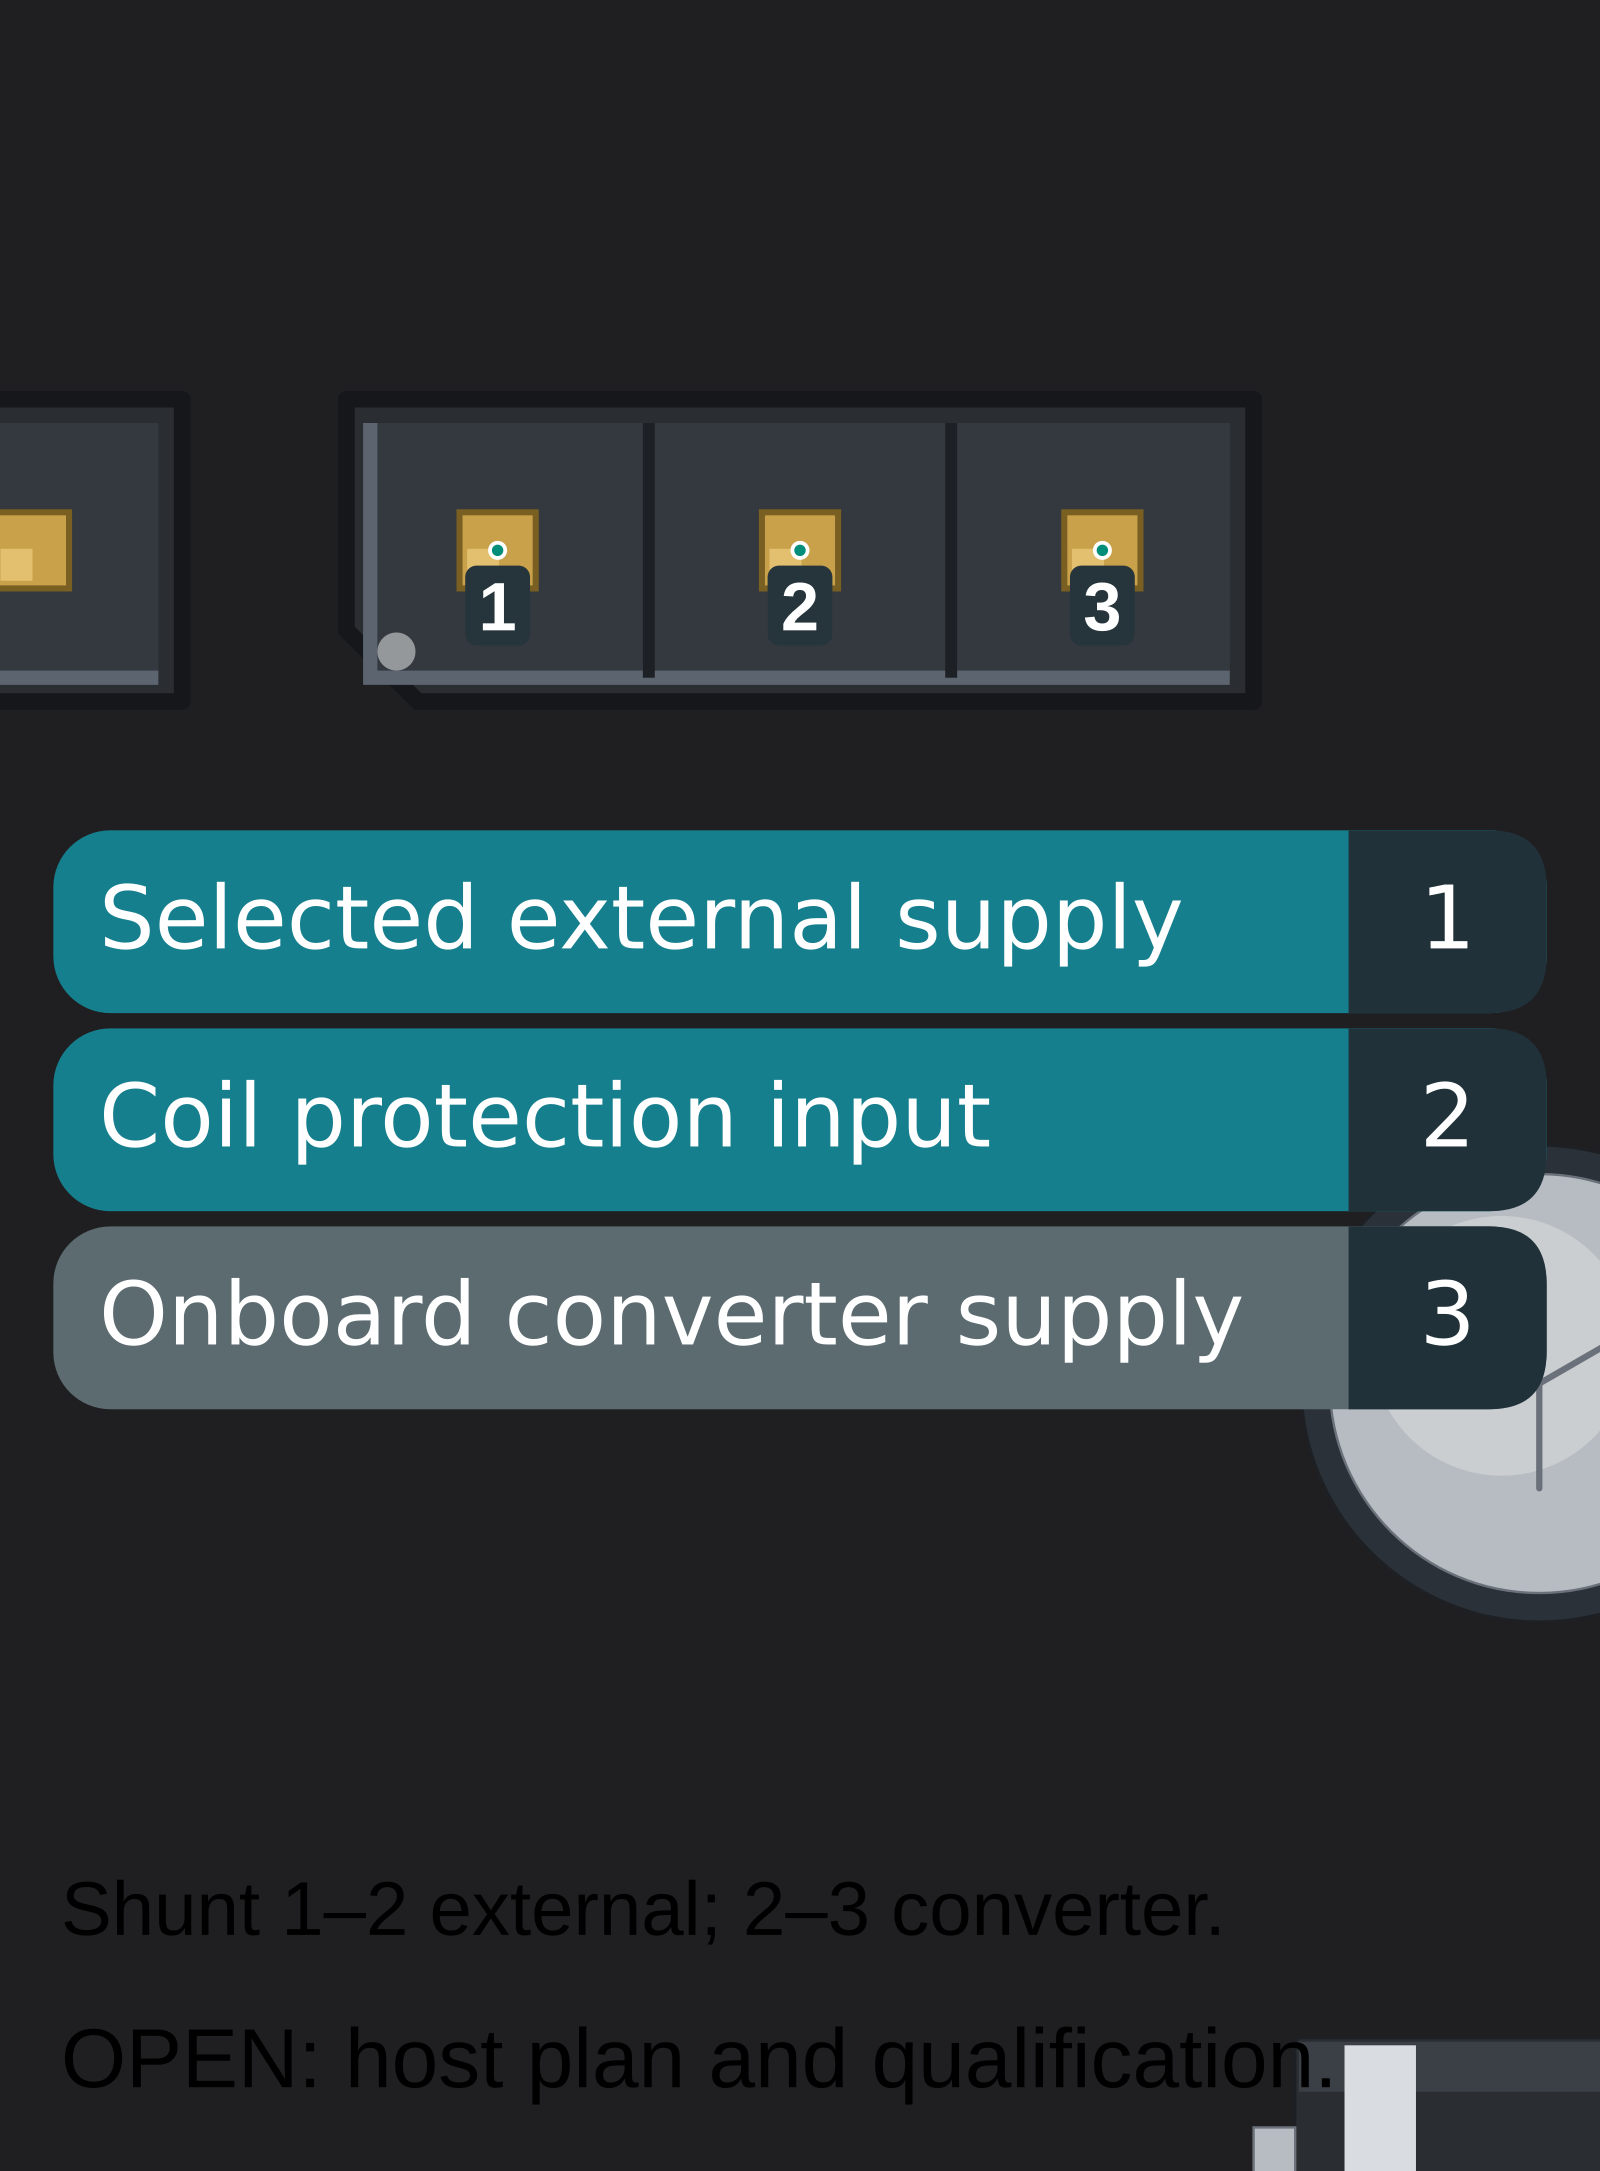 1 2 3
Selected external supply 1
Coil protection input 2
Onboard converter supply 3
Shunt 1–2 external; 2–3 converter.
OPEN: host plan and qualification.